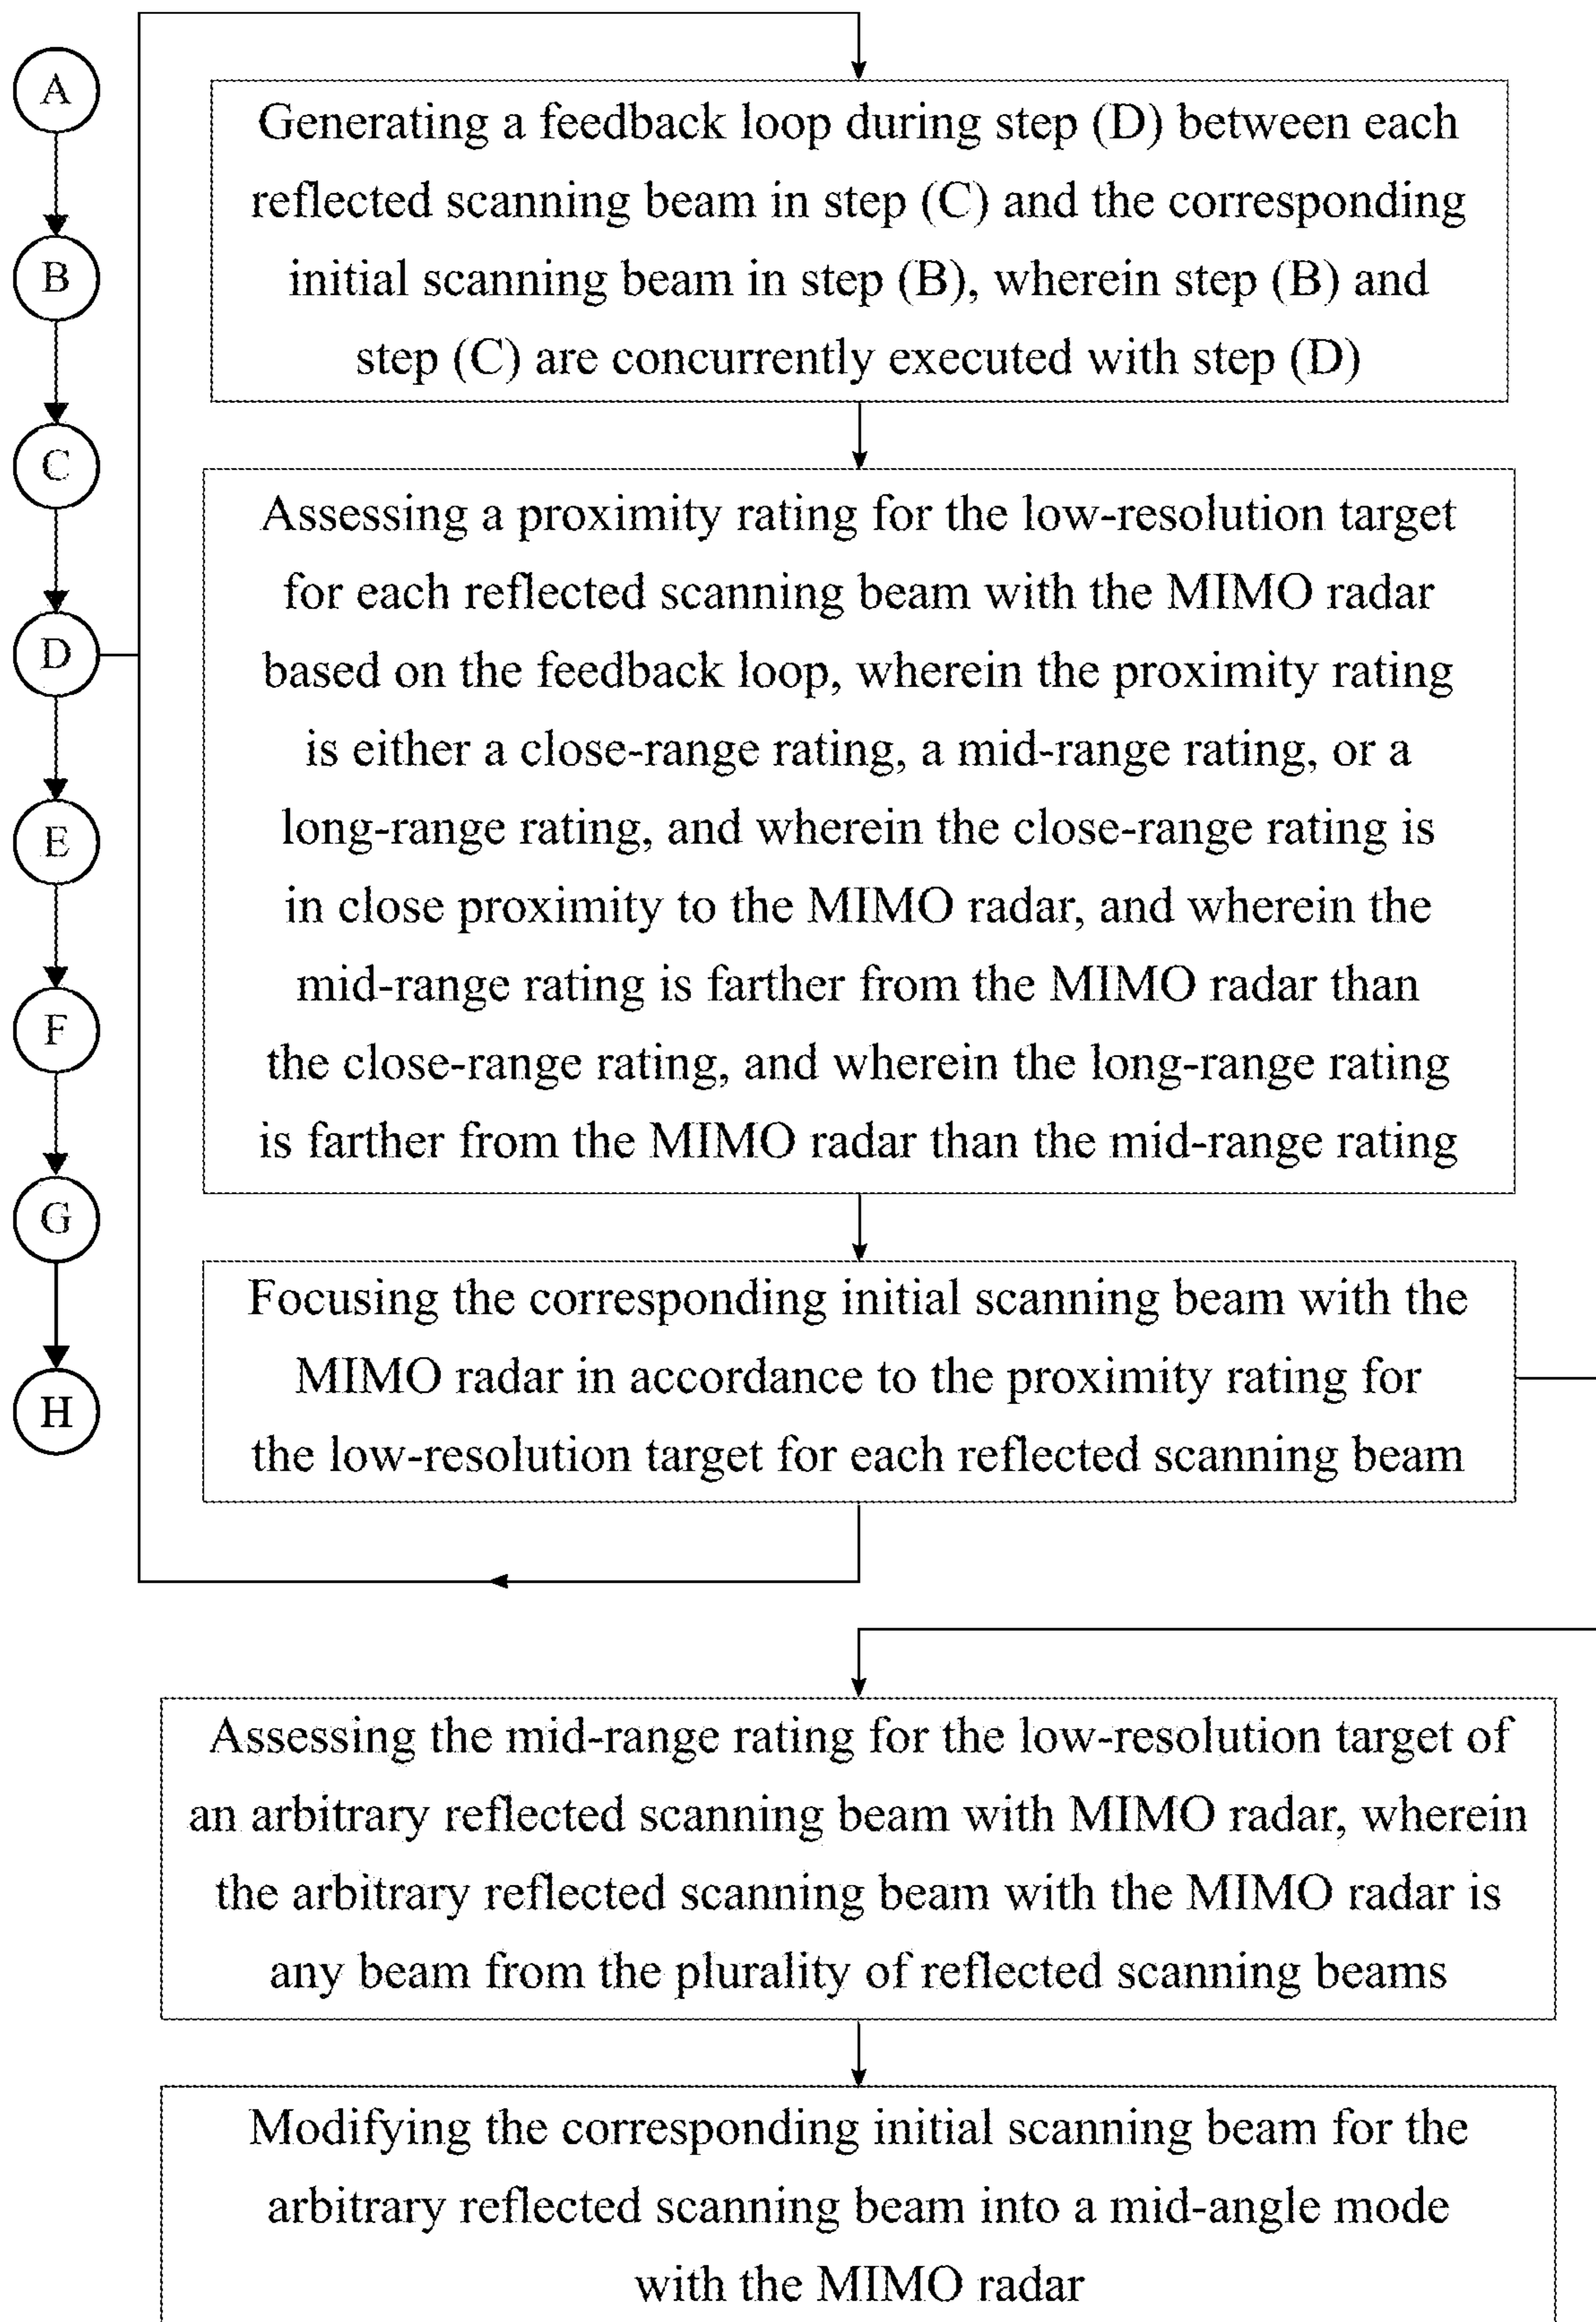 A
B
C
D
E
F
G
H
Generating a feedback loop during step (D) between each
reflected scanning beam in step (C) and the corresponding
initial scanning beam in step (B), wherein step (B) and
step (C) are concurrently executed with step (D)
Assessing a proximity rating for the low-resolution target
for each reflected scanning beam with the MIMO radar
based on the feedback loop, wherein the proximity rating
is either a close-range rating, a mid-range rating, or a
long-range rating, and wherein the close-range rating is
in close proximity to the MIMO radar, and wherein the
mid-range rating is farther from the MIMO radar than
the close-range rating, and wherein the long-range rating
is farther from the MIMO radar than the mid-range rating
Focusing the corresponding initial scanning beam with the
MIMO radar in accordance to the proximity rating for
the low-resolution target for each reflected scanning beam
Assessing the mid-range rating for the low-resolution target of
an arbitrary reflected scanning beam with MIMO radar, wherein
the arbitrary reflected scanning beam with the MIMO radar is
any beam from the plurality of reflected scanning beams
Modifying the corresponding initial scanning beam for the
arbitrary reflected scanning beam into a mid-angle mode
with the MIMO radar